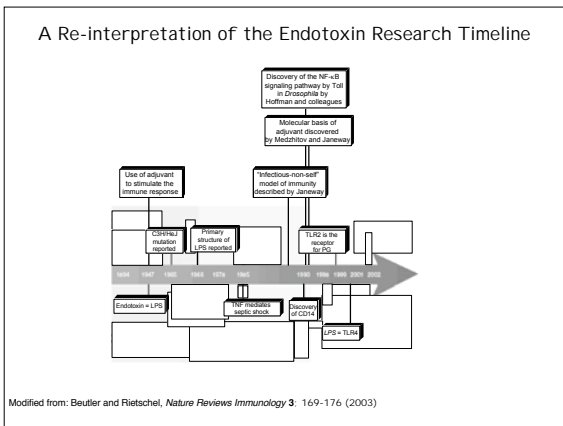 A Re-interpretation of the Endotoxin Research Timeline
Discovery of the NF-κB
signaling pathway by Toll
in Drosophila by
Hoffman and colleagues
Molecular basis of
adjuvant discovered
by Medzhitov and Janeway
Use of adjuvant
to stimulate the
immune response
"Infectious-non-self"
model of immunity
described by Janeway
C3H/HeJ
mutation
reported
Primary
structure of
LPS reported
TLR2 is the
receptor
for PG
1947
1990
1998
2001
2002
Endotoxin = LPS
TNF mediates
septic shock
Discovery
of CD14
LPS = TLR4
Modified from: Beutler and Rietschel, Nature Reviews Immunology 3: 169-176 (2003)